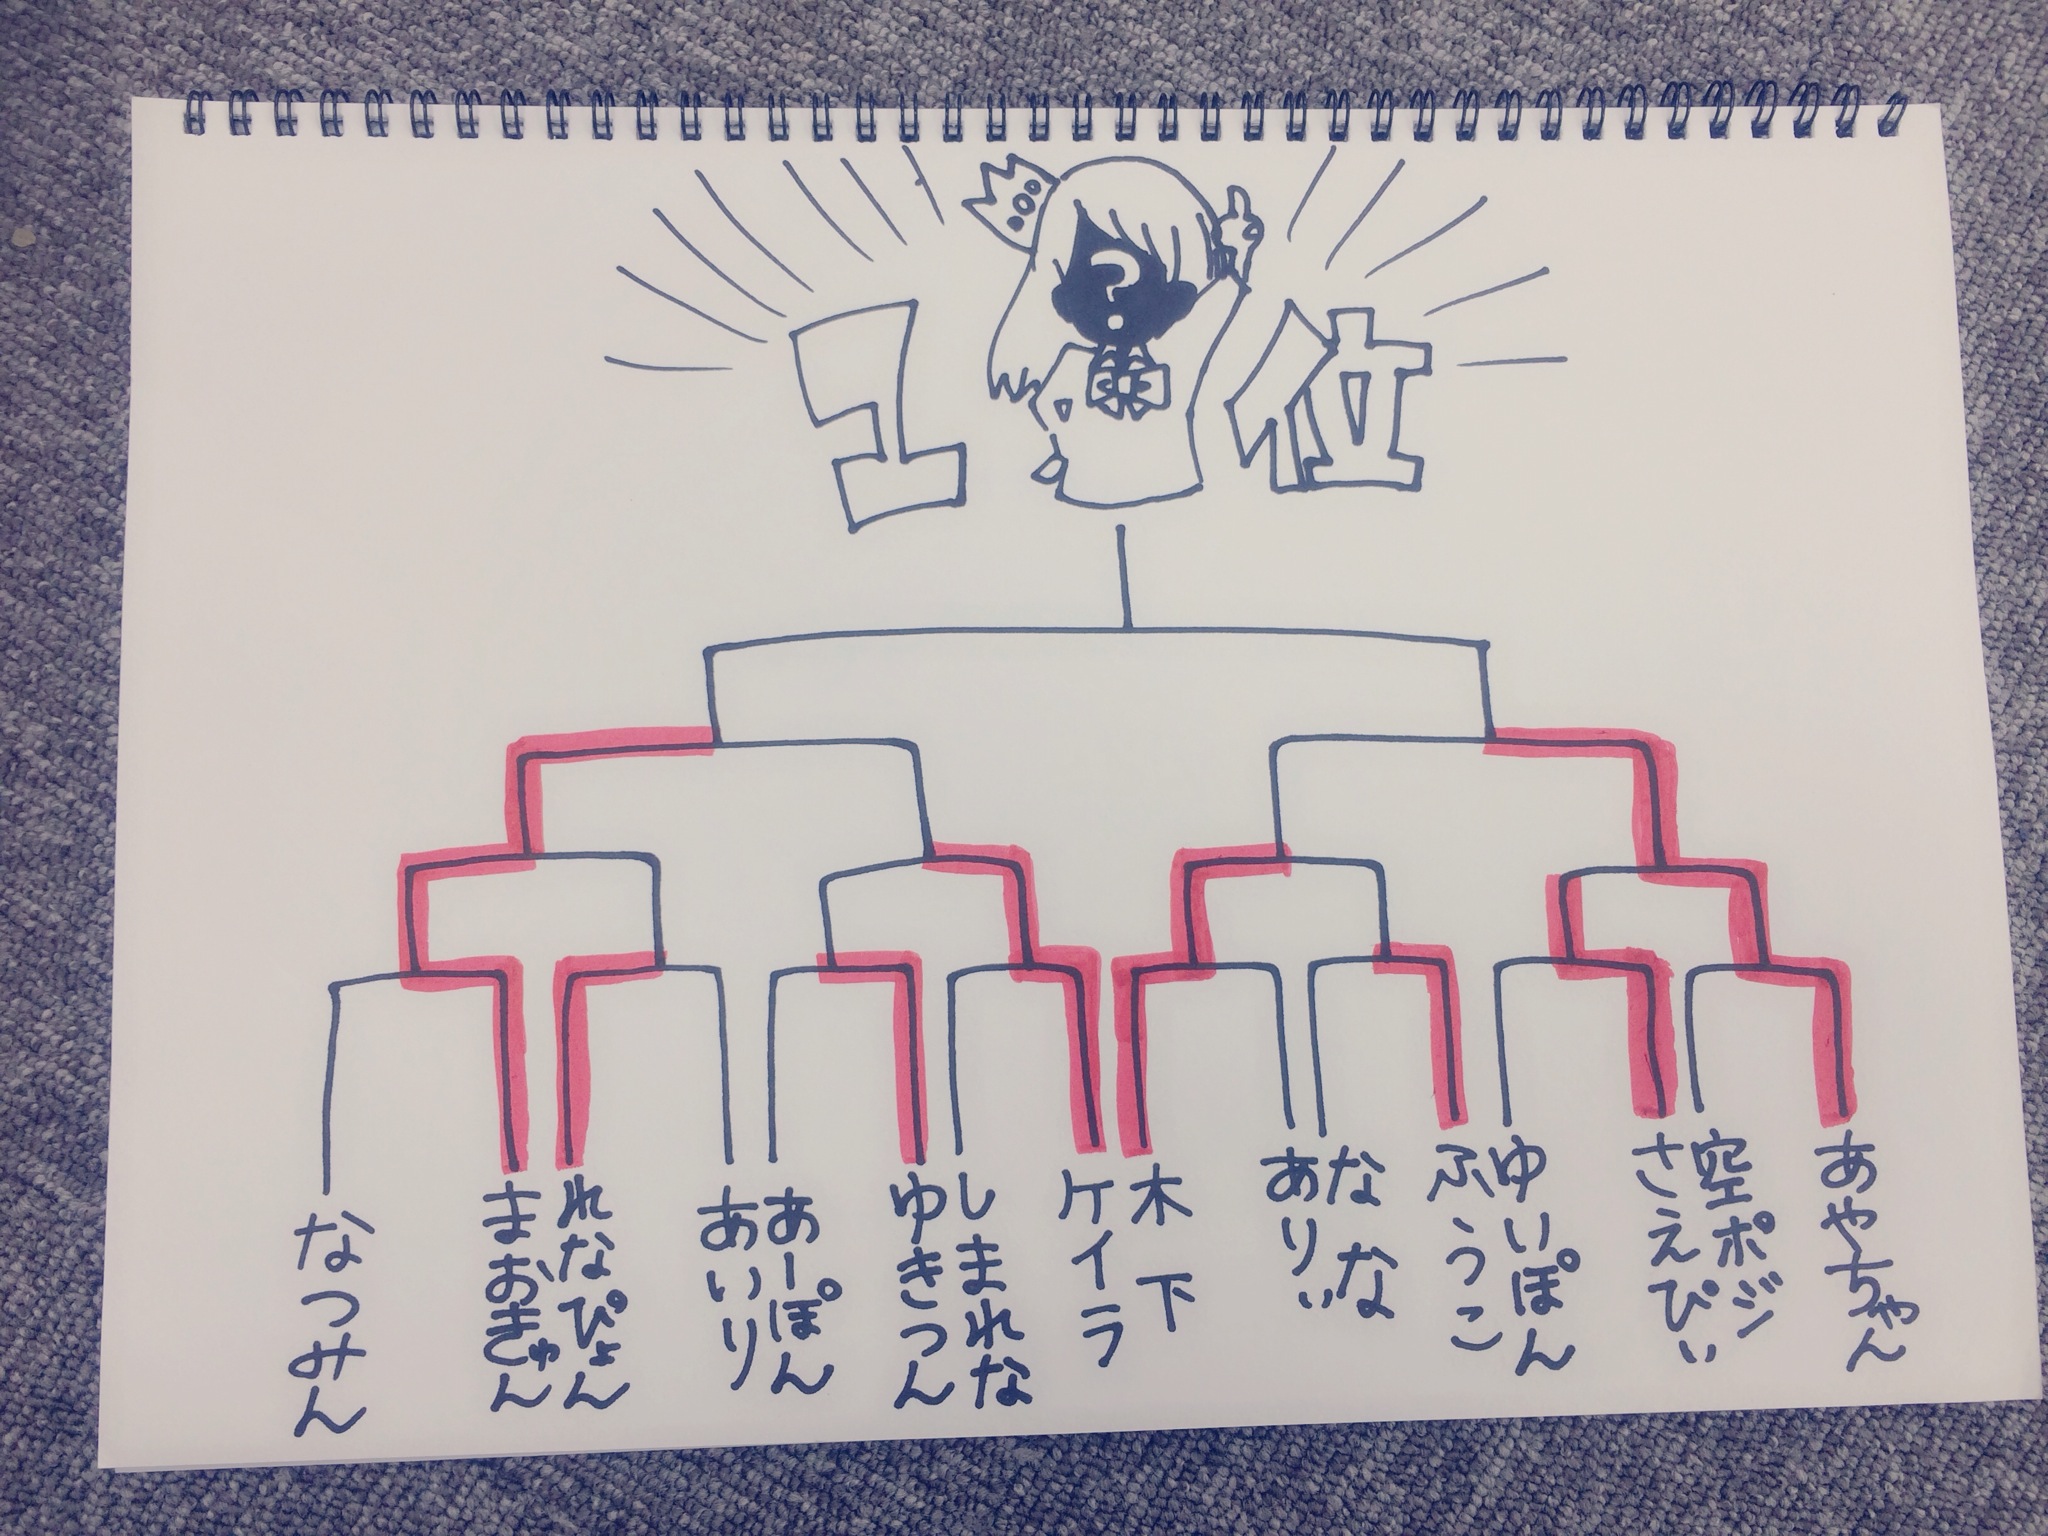 1位
?
なつみん
まおきゅん
れなぴょん
あいり
あーぽん
ゆきつん
しまれな
ケイラ
木下
ありぃ
なな
ふうこ
ゆいぽん
さえぴぃ
空ポジ
あやちゃん